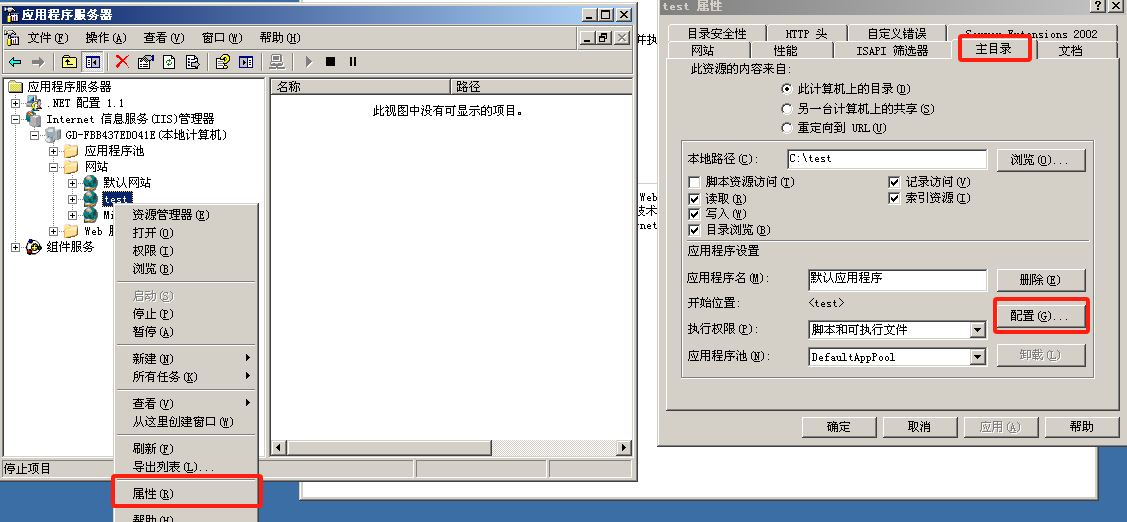 应用程序服务器
文件(F) 操作(A) 查看(V) 窗口(W) 帮助(H)
应用程序服务器
.NET 配置 1.1
Internet 信息服务(IIS)管理器
GD-FBB437ED041E(本地计算机)
应用程序池
网站
默认网站
test
Mi
Web 服
组件服务
名称 路径
此视图中没有可显示的项目。
停止项目
资源管理器(E)
打开(O)
权限(I)
浏览(B)
启动(S)
停止(P)
暂停(A)
新建(N)
所有任务(K)
查看(V)
从这里创建窗口(W)
刷新(F)
导出列表(L)...
属性(R)
帮助(H)
并执
Web
技术
rnet
test 属性
目录安全性 HTTP 头 自定义错误 Server Extensions 2002
网站 性能 ISAPI 筛选器 主目录 文档
此资源的内容来自:
此计算机上的目录(D)
另一台计算机上的共享(S)
重定向到 URL(U)
本地路径(C): C:\test 浏览(O)...
脚本资源访问(T) 记录访问(V)
读取(R) 索引资源(I)
写入(W)
目录浏览(B)
应用程序设置
应用程序名(M): 默认应用程序 删除(E)
开始位置: <test>
配置(G)...
执行权限(P): 脚本和可执行文件
应用程序池(N): DefaultAppPool 卸载(L)
确定 取消 应用(A) 帮助